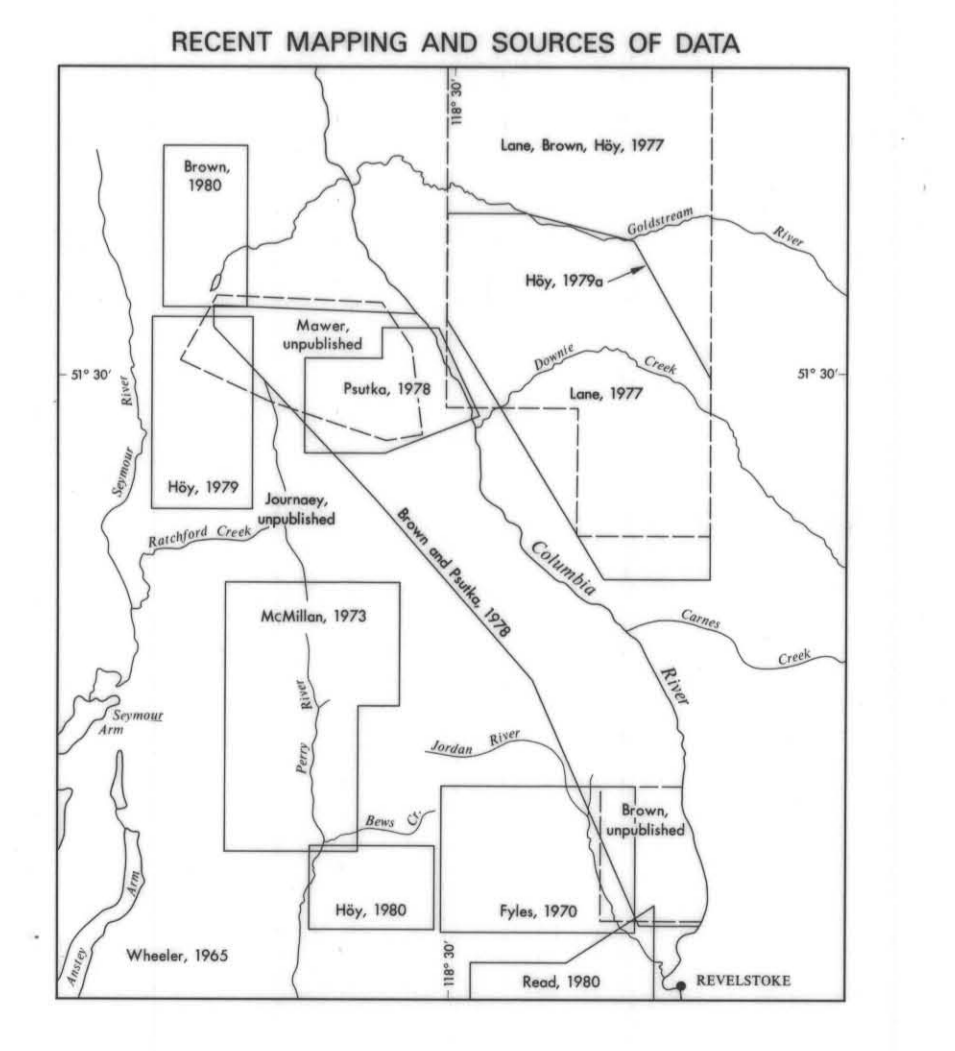 RECENT MAPPING AND SOURCES OF DATA
118° 30'
Lane, Brown, Höy, 1977
Brown,
1980
Goldstream
River
Höy, 1979a
Mawer,
unpublished
Downie
Creek
51° 30'
51° 30'
Psutka, 1978
Lane, 1977
River
Seymour
Höy, 1979
Journaey,
unpublished
Ratchford Creek
Brown and Psutka, 1978
Columbia
River
McMillan, 1973
Carnes
Creek
Perry
River
Seymour
Arm
Jordan River
Bews Cr.
Brown,
unpublished
Höy, 1980
Fyles, 1970
Anstey
Arm
Wheeler, 1965
118° 30'
Read, 1980
REVELSTOKE